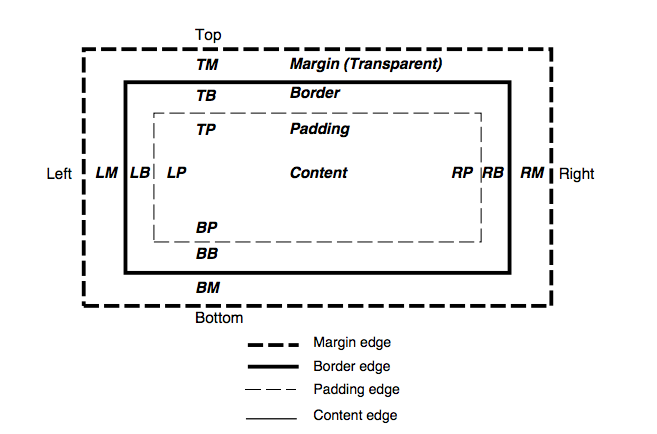 Top
TM Margin (Transparent)
TB Border
TP Padding
Left LM LB LP Content RP RB RM Right
BP
BB
BM
Bottom
Margin edge
Border edge
Padding edge
Content edge